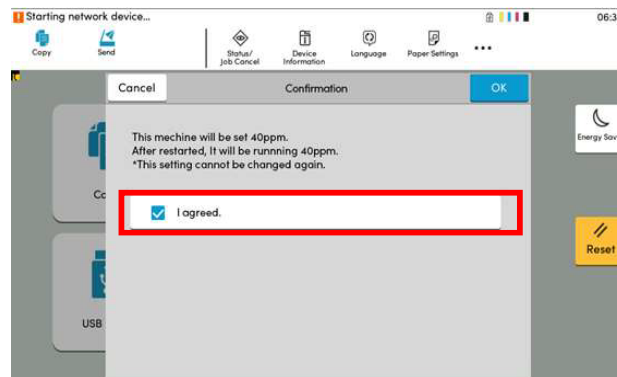 Starting network device...
06:3
Copy
Send
Status/
Job Cancel
Device
Information
Language
Paper Settings
...
Cancel
Confirmation
OK
This mechine will be set 40ppm.
After restarted, It will be runnning 40ppm.
*This setting cannot be changed again.
I agreed.
Energy Sav
Co
Reset
USB